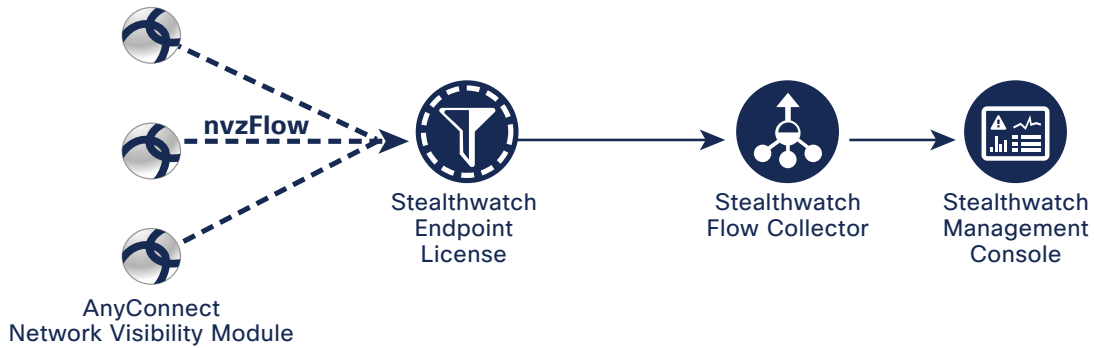 nvzFlow
Stealthwatch
Endpoint
License
Stealthwatch
Flow Collector
Stealthwatch
Management
Console
AnyConnect
Network Visibility Module